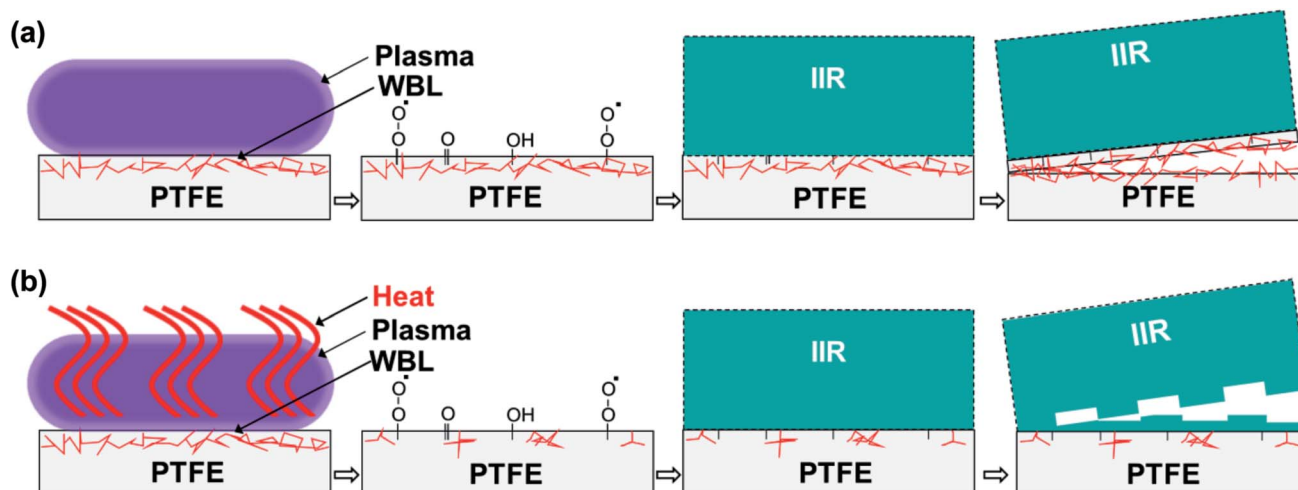 (a)
Plasma
WBL
PTFE
O•
O
O
OH
O•
O
PTFE
IIR
PTFE
IIR
PTFE
(b)
Heat
Plasma
WBL
PTFE
O•
O
O
OH
O•
O
PTFE
IIR
PTFE
IIR
PTFE